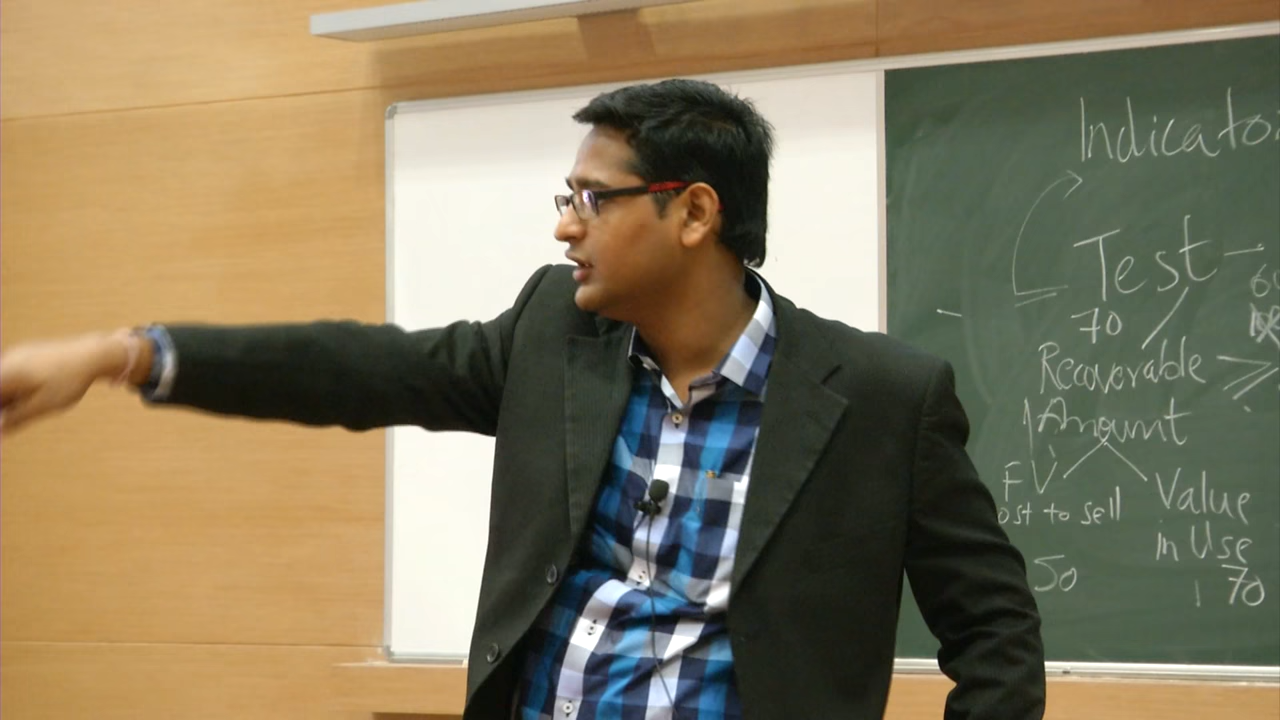 Indicato
Test
70
Recoverable
Amount
FV
ost to sell
Value
in Use
50
70